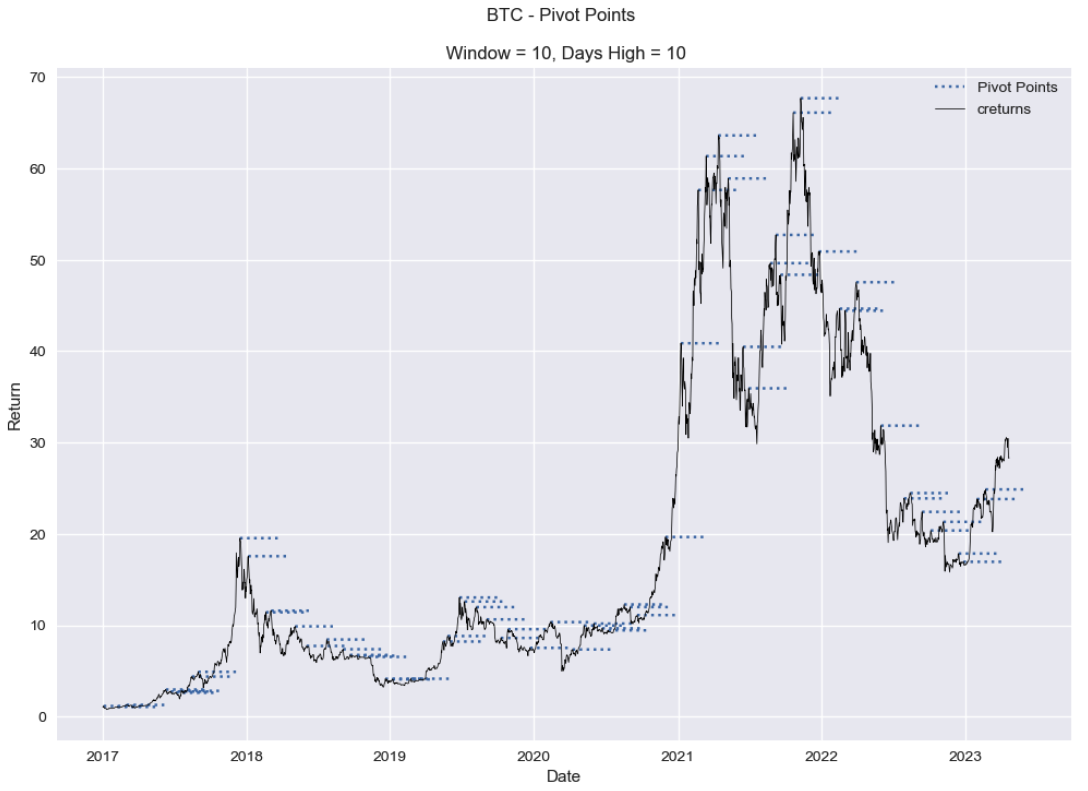 BTC - Pivot Points
Window = 10, Days High = 10
Pivot Points
creturns
70
60
50
40
30
20
10
0
Return
2017 2018 2019 2020 2021 2022 2023
Date